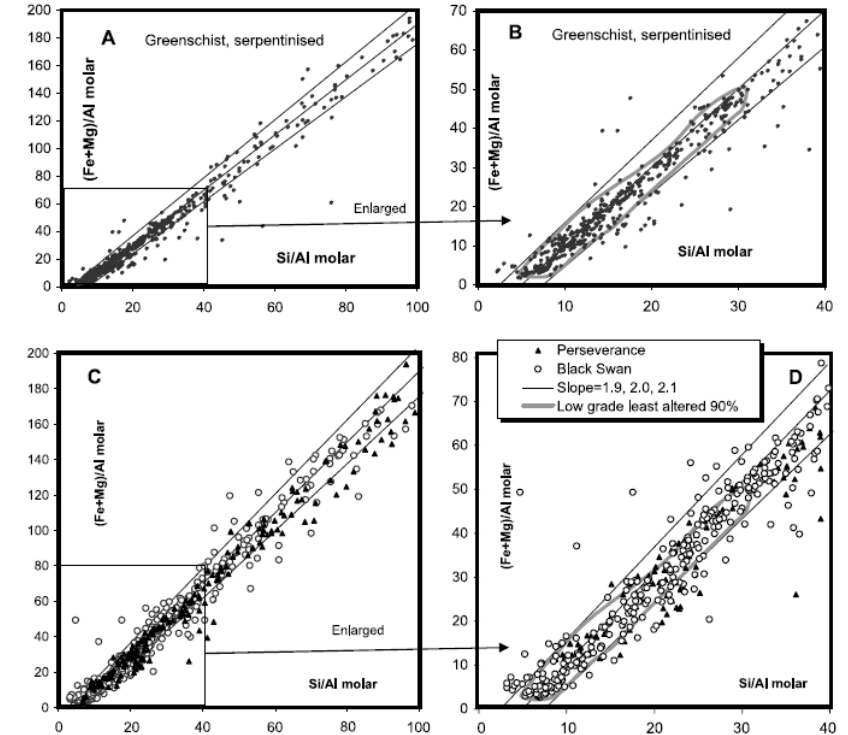 A
Greenschist, serpentinised
(Fe+Mg)/Al molar
200
180
160
140
120
100
80
60
40
20
0
Enlarged
Si/Al molar
0 20 40 60 80 100
B
Greenschist, serpentinised
(Fe+Mg)/Al molar
70
60
50
40
30
20
10
0
Si/Al molar
0 10 20 30 40
C
(Fe+Mg)/Al molar
200
180
160
140
120
100
80
60
40
20
0
Enlarged
Si/Al molar
0 20 40 60 80 100
Perseverance
Black Swan
Slope=1.9, 2.0, 2.1
Low grade least altered 90%
D
(Fe+Mg)/Al molar
80
70
60
50
40
30
20
10
0
Si/Al molar
0 10 20 30 40